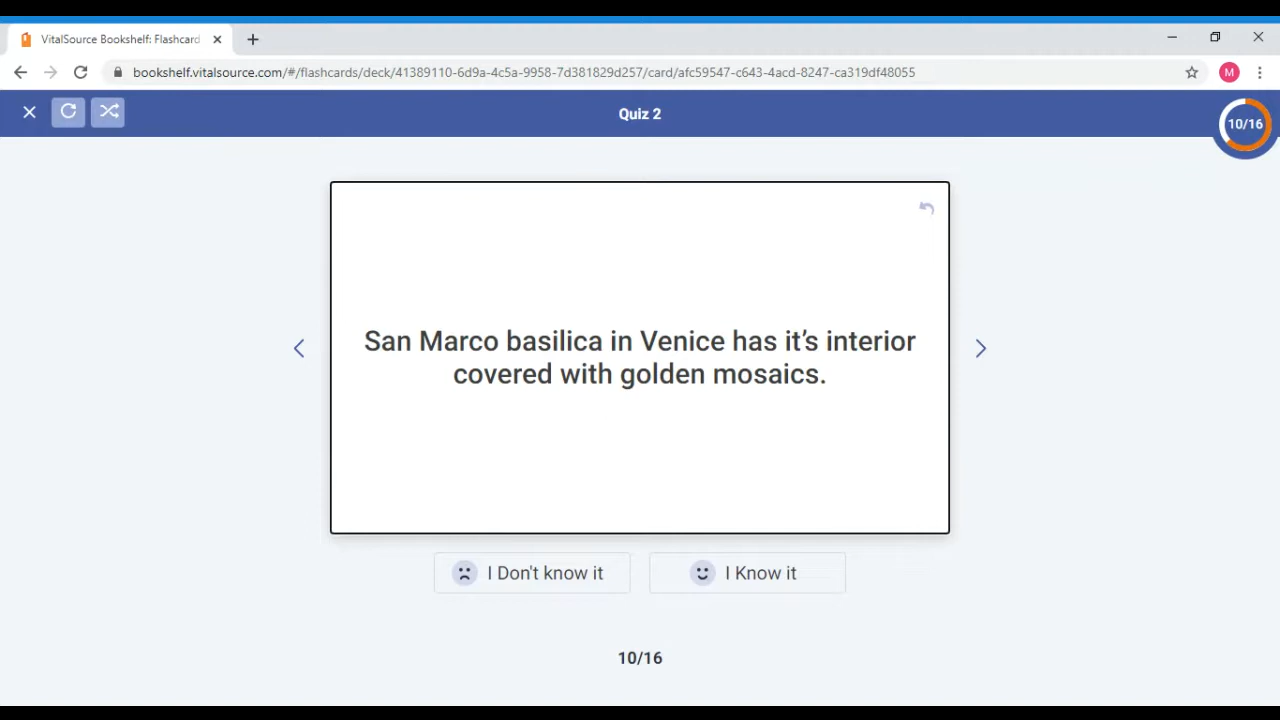 VitalSource Bookshelf: Flashcard
bookshelf.vitalsource.com/#/flashcards/deck/41389110-6d9a-4c5a-9958-7d381829d257/card/afc59547-c643-4acd-8247-ca319df48055
M
Quiz 2
10/16
San Marco basilica in Venice has it’s interior
covered with golden mosaics.
I Don't know it
I Know it
10/16